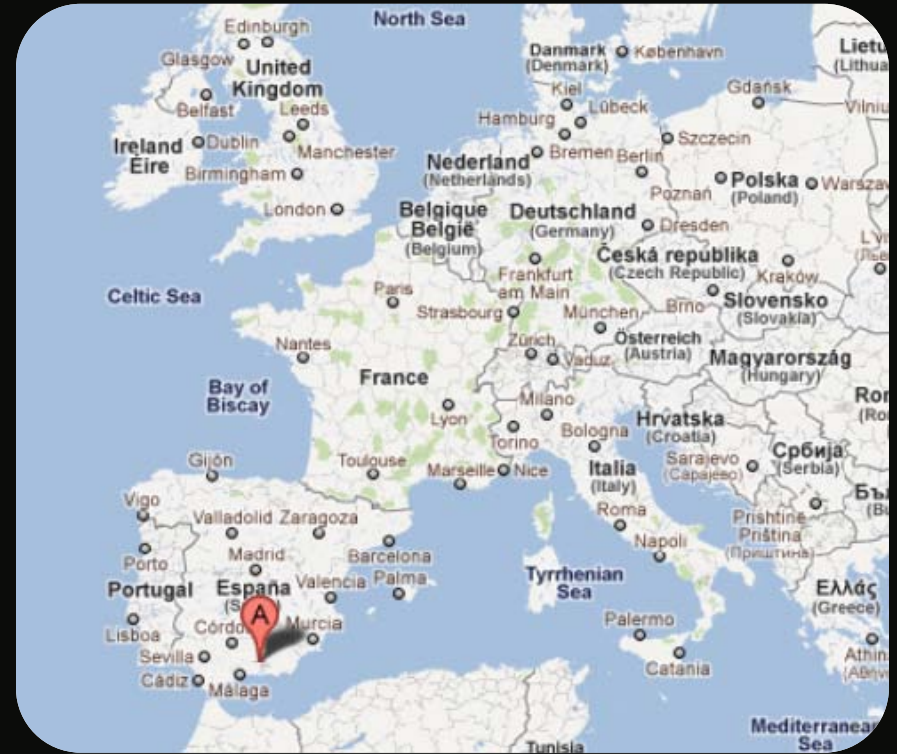 North Sea
Edinburgh
Glasgow
United
Kingdom
Belfast
Leeds
Ireland
Éire
Dublin
Manchester
Birmingham
London
Danmark
(Denmark)
København
Kiel
Lübeck
Hamburg
Bremen
Gdańsk
Szczecin
Berlin
Poznań
Polska
(Poland)
Nederland
(Netherlands)
Belgique
België
(Belgium)
Deutschland
(Germany)
Dresden
Česká republika
(Czech Republic)
Kraków
Frankfurt
am Main
Brno
Slovensko
(Slovakia)
Celtic Sea
Paris
Strasbourg
München
Österreich
(Austria)
Nantes
Zürich
Vaduz
Magyarország
(Hungary)
France
Bay of
Biscay
Lyon
Milano
Torino
Bologna
Hrvatska
(Croatia)
Србија
(Serbia)
Sarajevo
(Сарајево)
Gijón
Toulouse
Marseille
Nice
Italia
(Italy)
Roma
Vigo
Valladolid
Zaragoza
Prishtinë
Priština
(Приштина)
Napoli
Porto
Madrid
Barcelona
Portugal
España
Valencia
Palma
Tyrrhenian
Sea
Ελλάς
(Greece)
A
Murcia
Lisboa
Palermo
Sevilla
Catania
Cádiz
Málaga
Mediterranean
Sea
Tunisia